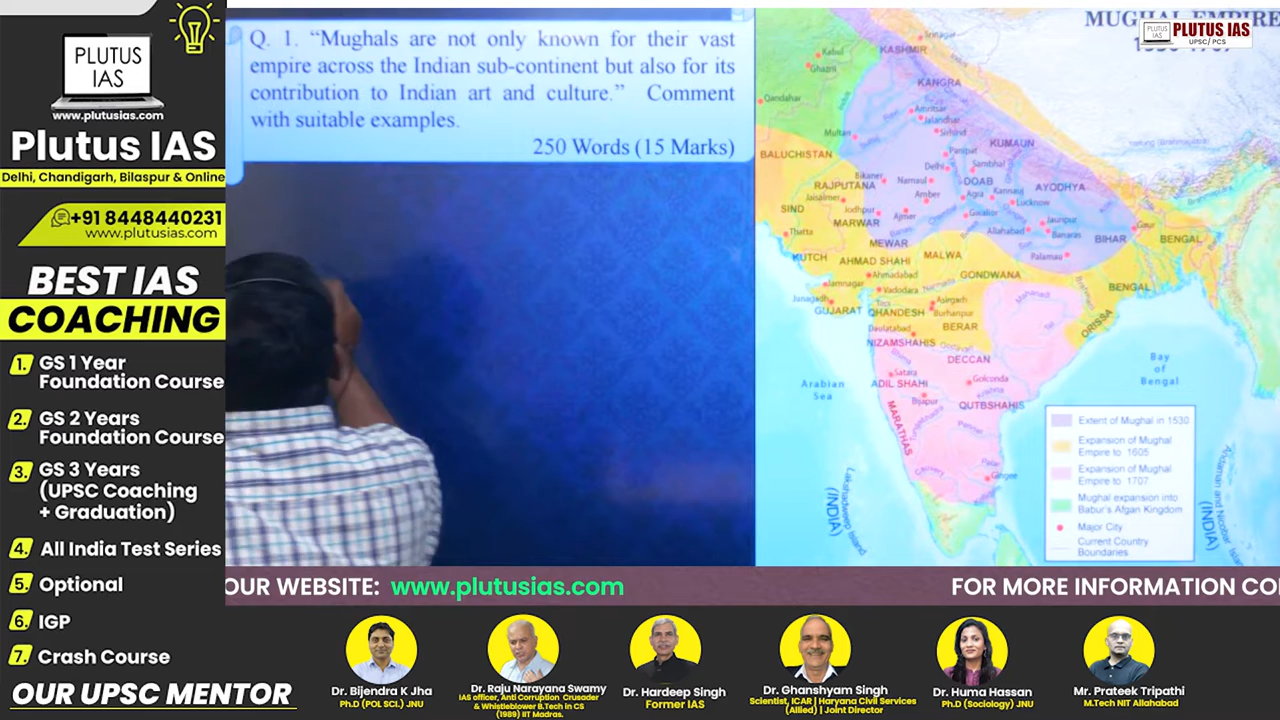 PLUTUS
IAS
www.plutusias.com
Plutus IAS
Delhi, Chandigarh, Bilaspur & Online
+91 8448440231
www.plutusias.com
BEST IAS
COACHING
1. GS 1 Year
Foundation Course
2. GS 2 Years
Foundation Course
3. GS 3 Years
(UPSC Coaching
+ Graduation)
4. All India Test Series
5. Optional
6. IGP
7. Crash Course
OUR UPSC MENTOR
Q. 1. “Mughals are not only known for their vast
empire across the Indian sub-continent but also for its
contribution to Indian art and culture.” Comment
with suitable examples.
250 Words (15 Marks)
MUGHAL EMPIRE
PLUTUS
IAS
PLUTUS IAS
UPSC/ PCS
Srinagar
Kabul
KASHMIR
Ghazni
KANGRA
Qandahar
Amritsar
Jalandhar
Multan
Sirhind
KUMAUN
Panipat
BALUCHISTAN
Delhi
Sambhal
Bikaner
Namaul
DOAB
RAJPUTANA
AYODHYA
Jaisalmer
Amber
Agra
Kannauj
Lucknow
SIND
Jodhpur
Ajmer
Gwalior
Jaunpur
MARWAR
Gaur
Thatta
Allahabad
Banaras
BIHAR
BENGAL
MEWAR
Palamau
KUTCH
AHMAD SHAHI
MALWA
Ahmadabad
GONDWANA
Jamnagar
Vadodara
Narmada
BENGAL
Junagadh
Asirgarh
Mahanad
GUJARAT
QHANDESH
Burhanpur
Daulatabad
BERAR
ORISSA
NIZAMSHAHIS
DECCAN
Satara
Golconda
Arabian
Sea
Bay
of
Bengal
ADIL SHAHI
Krishna
Bijapur
QUTBSHAHIS
MARATHAS
Gingee
Lakshadweep
(INDIA)
Andaman and Nicobar
(INDIA)
Extent of Mughal in 1530
Expansion of Mughal
Empire to 1605
Expansion of Mughal
Empire to 1707
Mughal expansion into
Babur's Afgan Kingdom
Major City
Current Country
Boundaries
OUR WEBSITE: www.plutusias.com
FOR MORE INFORMATION CO
Dr. Bijendra K Jha
Ph.D (POL SCI.) JNU
Dr. Raju Narayana Swamy
IAS officer, Anti Corruption Crusader
& Whistleblower B.Tech in CS
(1989) IIT Madras.
Dr. Hardeep Singh
Former IAS
Dr. Ghanshyam Singh
Scientist, ICAR | Haryana Civil Services
(Allied) | Joint Director
Dr. Huma Hassan
Ph.D (Sociology) JNU
Mr. Prateek Tripathi
M.Tech NIT Allahabad